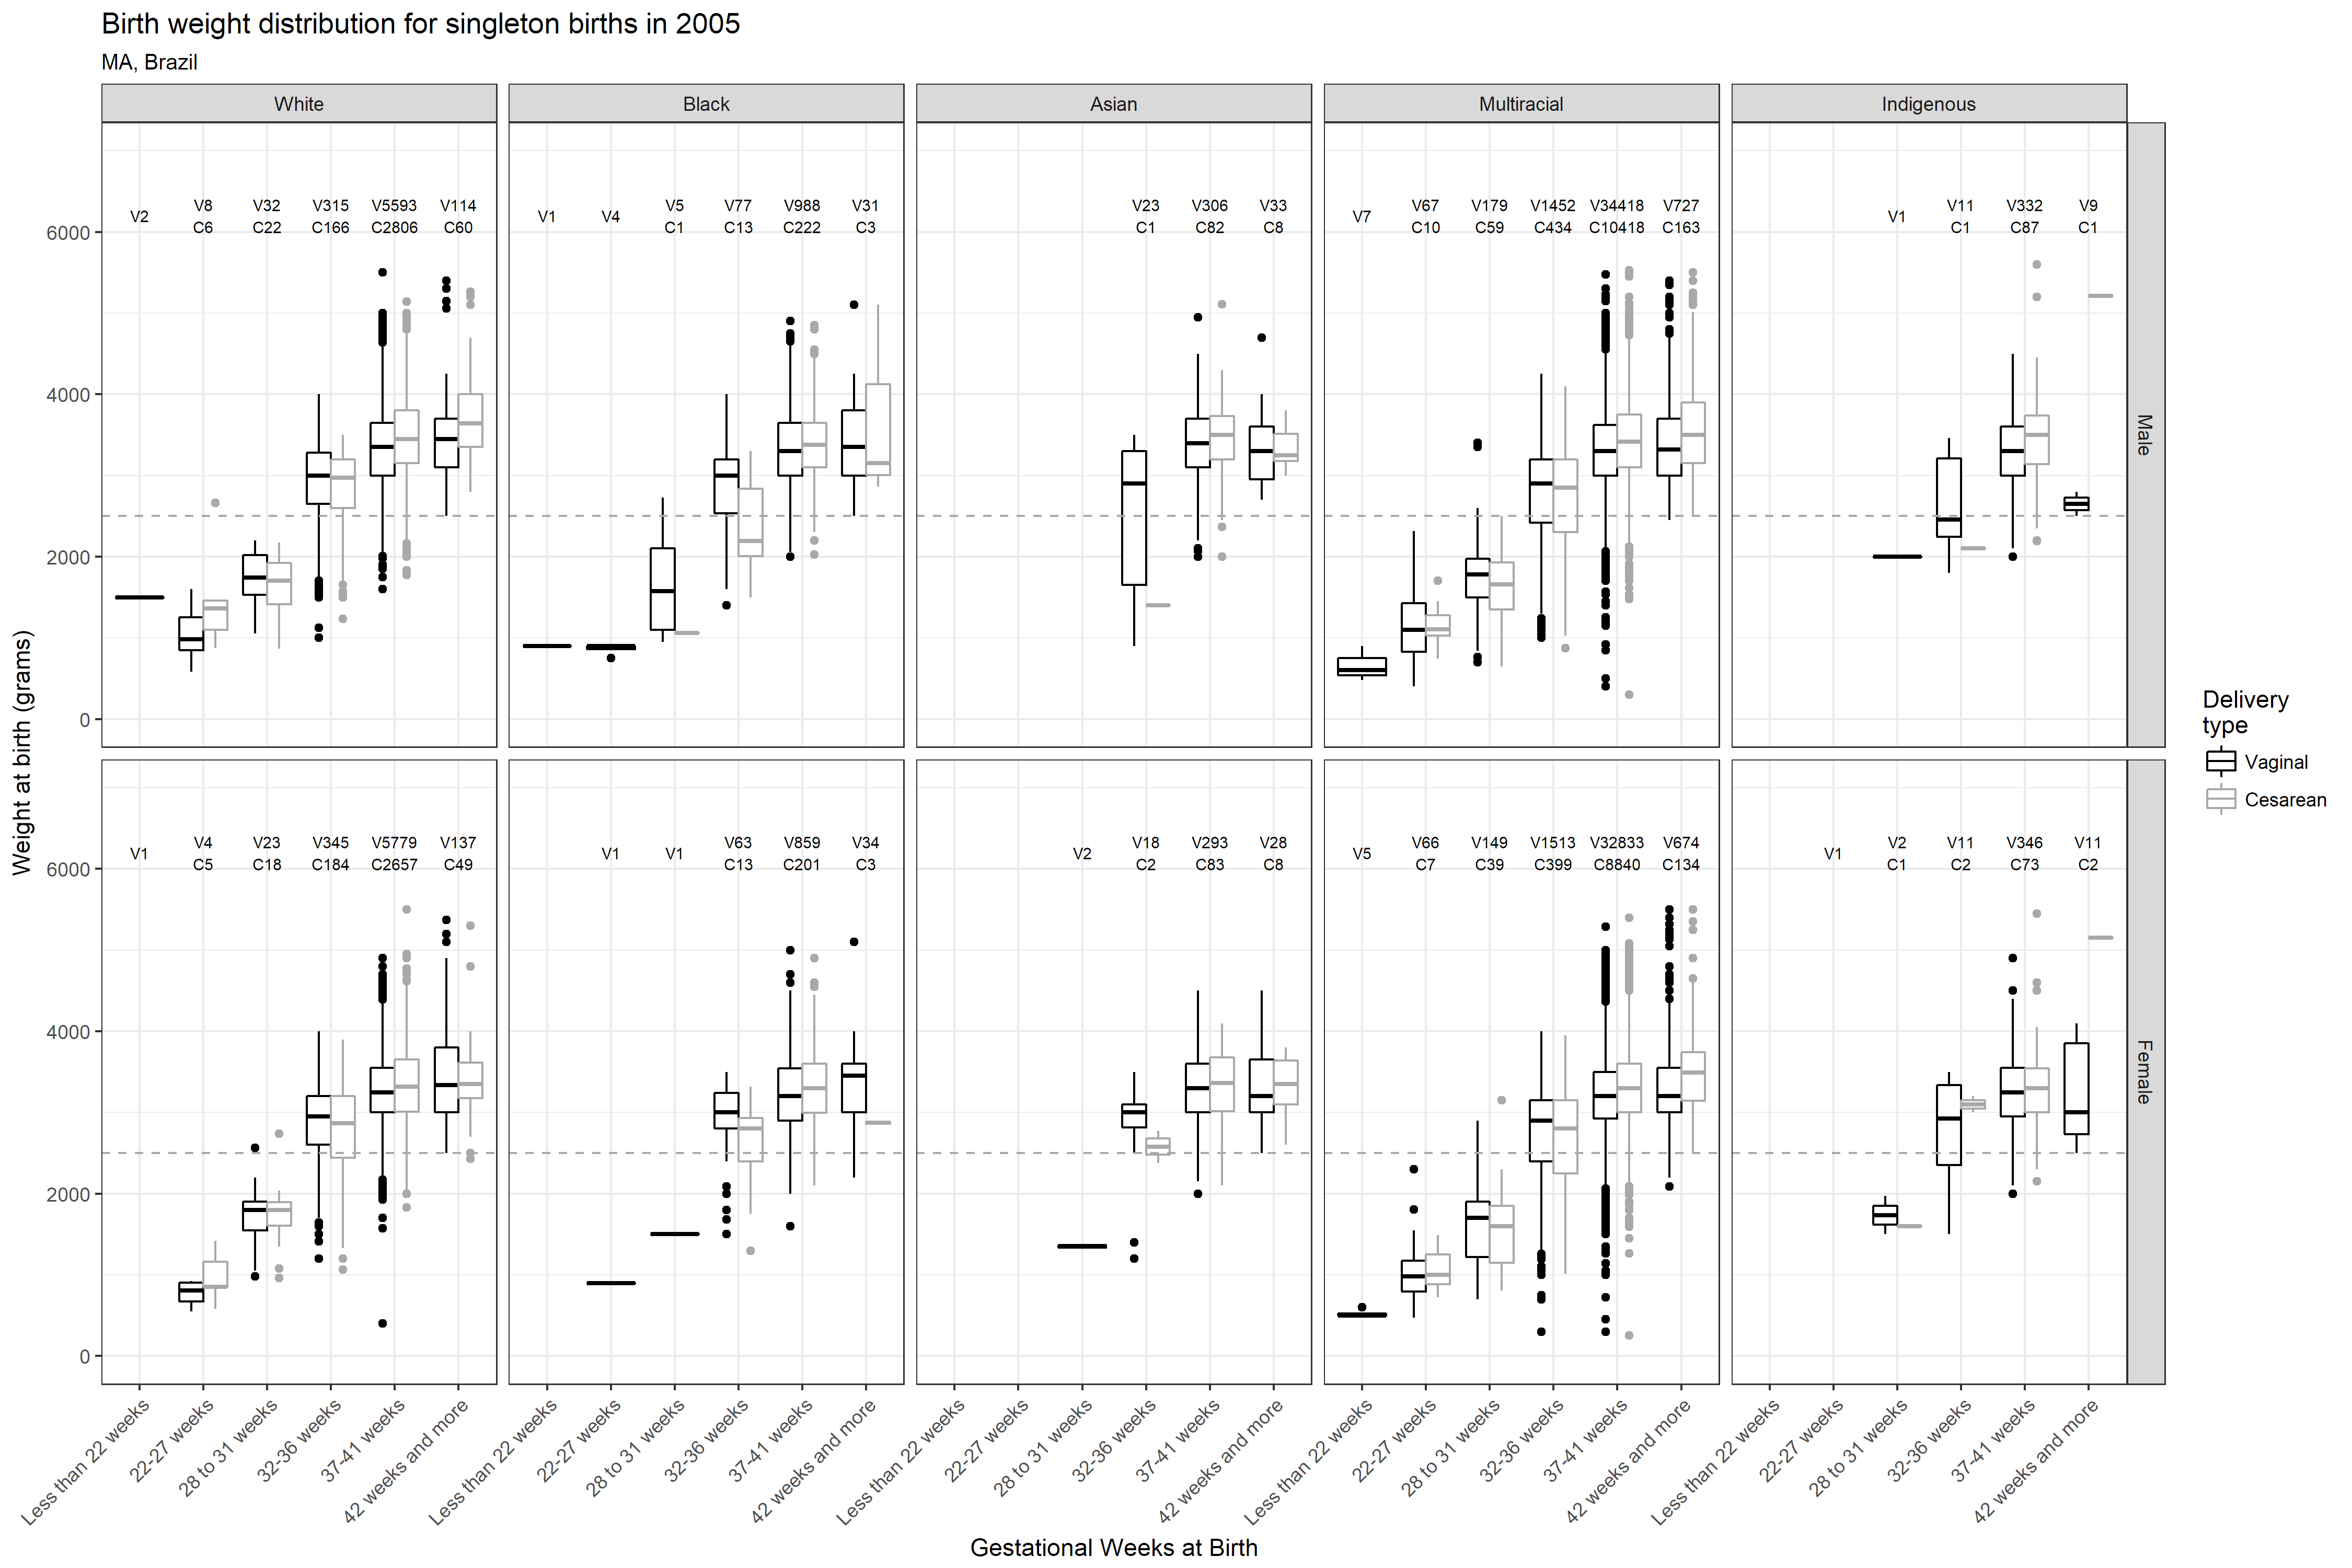 Birth weight distribution for singleton births in 2005
MA, Brazil
White
Black
Asian
Multiracial
Indigenous
V2
V8
C6
V32
C22
V315
C166
V5593
C2806
V114
C60
V1
V4
V5
C1
V77
C13
V988
C222
V31
C3
V23
C1
V306
C82
V33
C8
V7
V67
C10
V179
C59
V1452
C434
V34418
C10418
V727
C163
V1
V11
C1
V332
C87
V9
C1
6000
4000
2000
0
Male
V1
V4
C5
V23
C18
V345
C184
V5779
C2657
V137
C49
V1
V1
V63
C13
V859
C201
V34
C3
V2
V18
C2
V293
C83
V28
C8
V5
V66
C7
V149
C39
V1513
C399
V32833
C8840
V674
C134
V1
V2
C1
V11
C2
V346
C73
V11
C2
6000
4000
2000
0
Female
Weight at birth (grams)
Less than 22 weeks
22-27 weeks
28 to 31 weeks
32-36 weeks
37-41 weeks
42 weeks and more
Less than 22 weeks
22-27 weeks
28 to 31 weeks
32-36 weeks
37-41 weeks
42 weeks and more
Less than 22 weeks
22-27 weeks
28 to 31 weeks
32-36 weeks
37-41 weeks
42 weeks and more
Less than 22 weeks
22-27 weeks
28 to 31 weeks
32-36 weeks
37-41 weeks
42 weeks and more
Less than 22 weeks
22-27 weeks
28 to 31 weeks
32-36 weeks
37-41 weeks
42 weeks and more
Gestational Weeks at Birth
Delivery
type
Vaginal
Cesarean